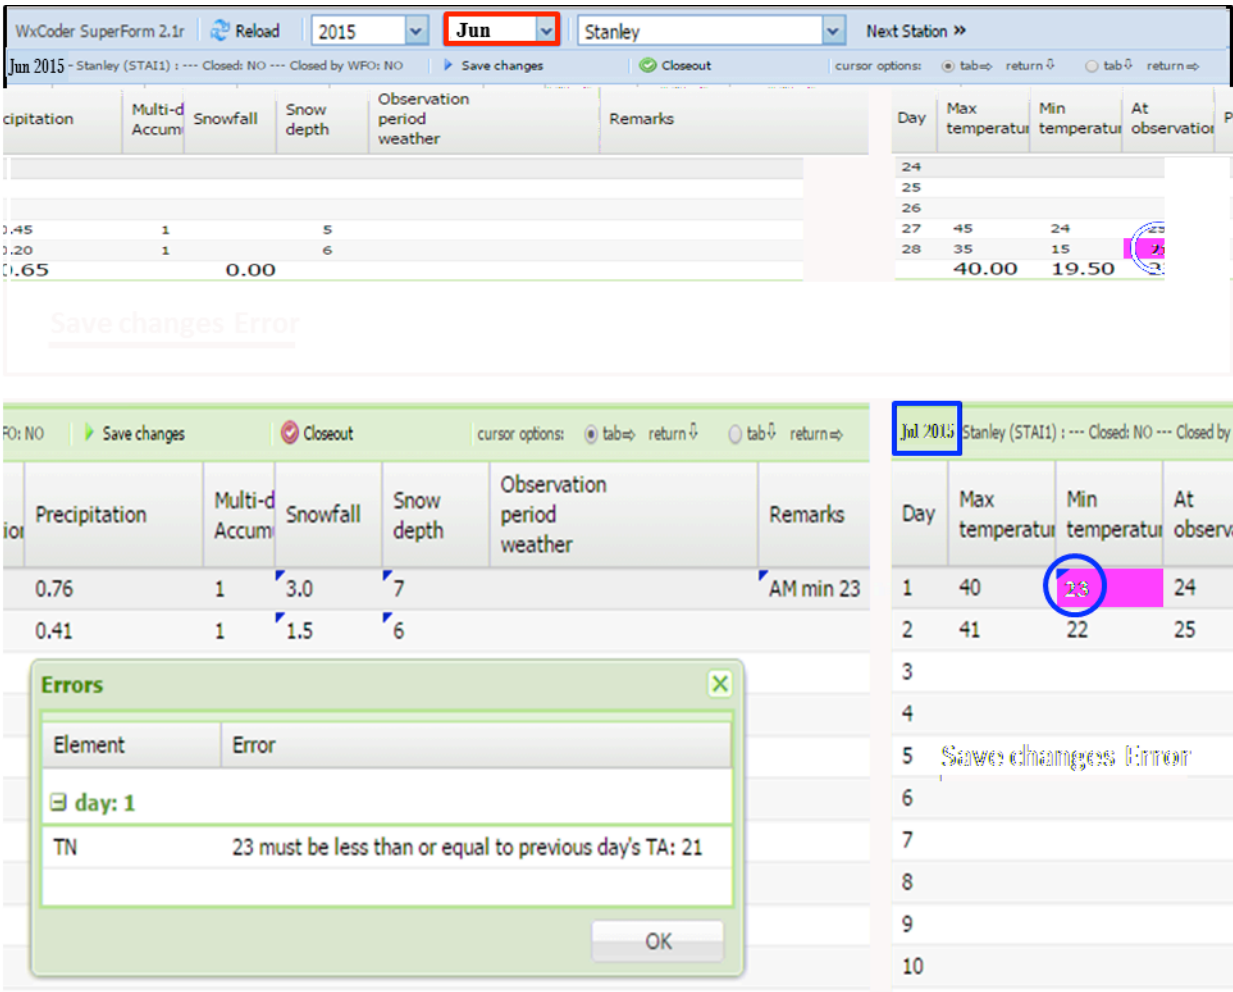 WxCoder SuperForm 2.1r Reload 2015 Jun Stanley Next Station »
Jun 2015 - Stanley (STAI1) : --- Closed: NO --- Closed by WFO: NO Save changes Closeout cursor options: tab⇨ return⇩ tab⇩ return⇨
cipitation Multi-d Accum Snowfall Snow depth Observation period weather Remarks
0.45 1 5
0.20 1 6
0.65 0.00
Day Max temperatur Min temperatur At observation P
24
25
26
27 45 24
28 35 15
40.00 19.50
Save changes Error
FO: NO Save changes Closeout cursor options: tab⇨ return⇩ tab⇩ return⇨
ion Precipitation Multi-d Accum Snowfall Snow depth Observation period weather Remarks
0.76 1 3.0 7 AM min 23
0.41 1 1.5 6
Errors
Element Error
day: 1
TN 23 must be less than or equal to previous day's TA: 21
OK
Jul 2015 Stanley (STAI1) : --- Closed: NO --- Closed by
Day Max temperatur Min temperatur At observa
1 40 23 24
2 41 22 25
3
4
5 Save changes Error
6
7
8
9
10